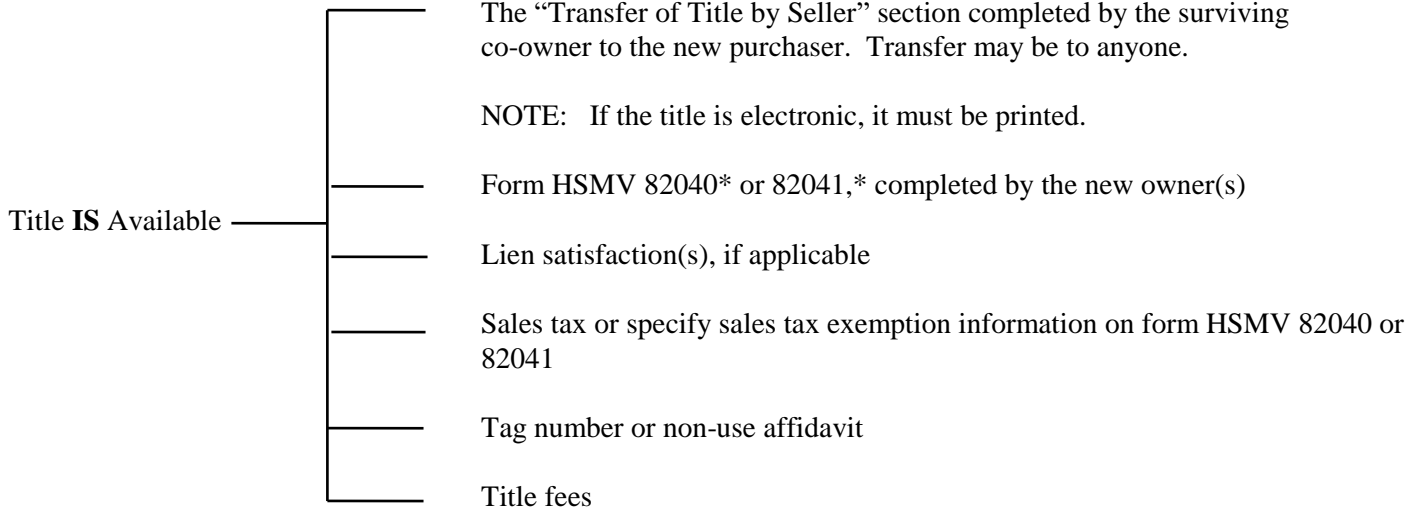 The “Transfer of Title by Seller” section completed by the surviving
co-owner to the new purchaser.  Transfer may be to anyone.
NOTE:   If the title is electronic, it must be printed.
Form HSMV 82040* or 82041,* completed by the new owner(s)
Title IS Available
Lien satisfaction(s), if applicable
Sales tax or specify sales tax exemption information on form HSMV 82040 or
82041
Tag number or non-use affidavit
Title fees